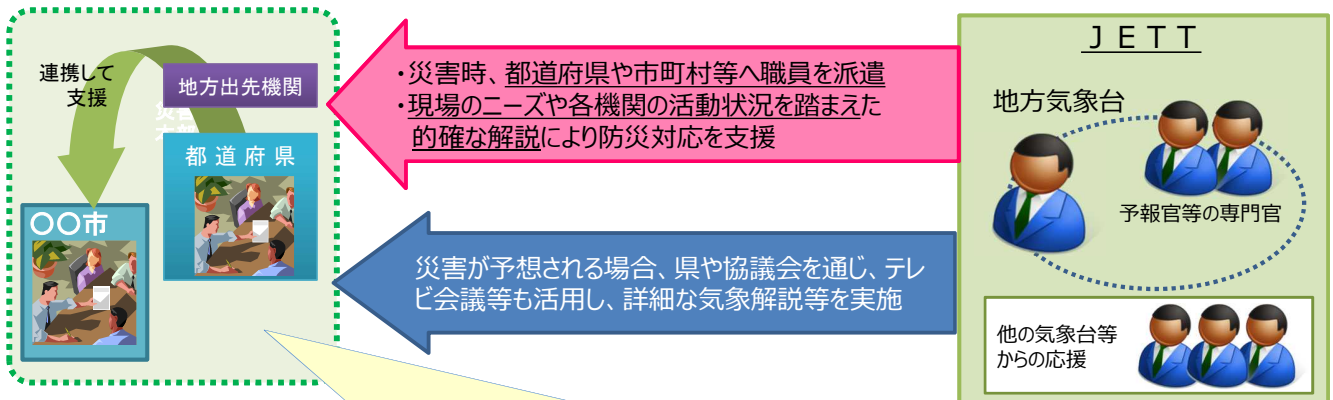 連携して
支援
地方出先機関
都道府県
〇〇市
・災害時、都道府県や市町村等へ職員を派遣
・現場のニーズや各機関の活動状況を踏まえた
的確な解説により防災対応を支援
災害が予想される場合、県や協議会を通じ、テレ
ビ会議等も活用し、詳細な気象解説等を実施
JETT
地方気象台
予報官等の専門官
他の気象台等
からの応援